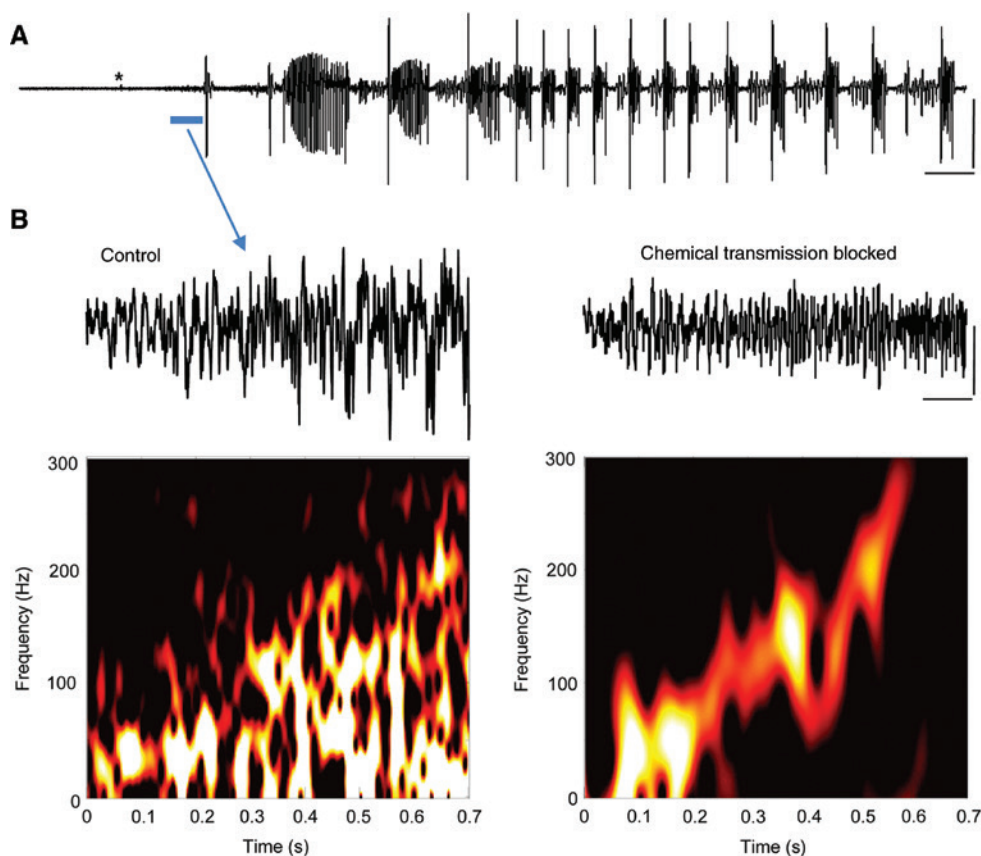 A
*
B
Control
Chemical transmission blocked
300
200
100
0
Frequency (Hz)
0 0.1 0.2 0.3 0.4 0.5 0.6 0.7
Time (s)
300
200
100
0
Frequency (Hz)
0 0.1 0.2 0.3 0.4 0.5 0.6 0.7
Time (s)